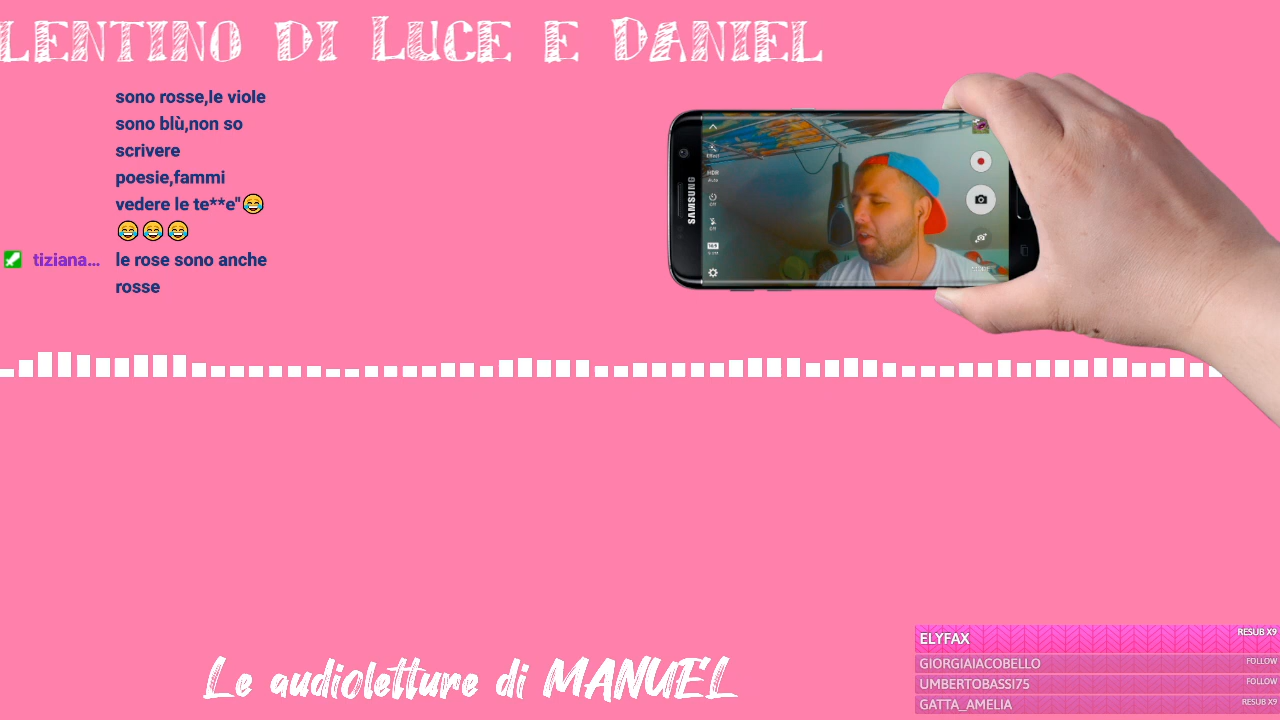 LENTINO DI LUCE E DANIEL
sono rosse,le viole
sono blù,non so
scrivere
poesie,fammi
vedere le te**e"😂
😂😂😂
tiziana... le rose sono anche
rosse
SAMSUNG
HDR
Le audioletture di MANUEL
ELYFAX RESUB X9
GIORGIAIACOBELLO FOLLOW
UMBERTOBASSI75 FOLLOW
GATTA_AMELIA RESUB X9